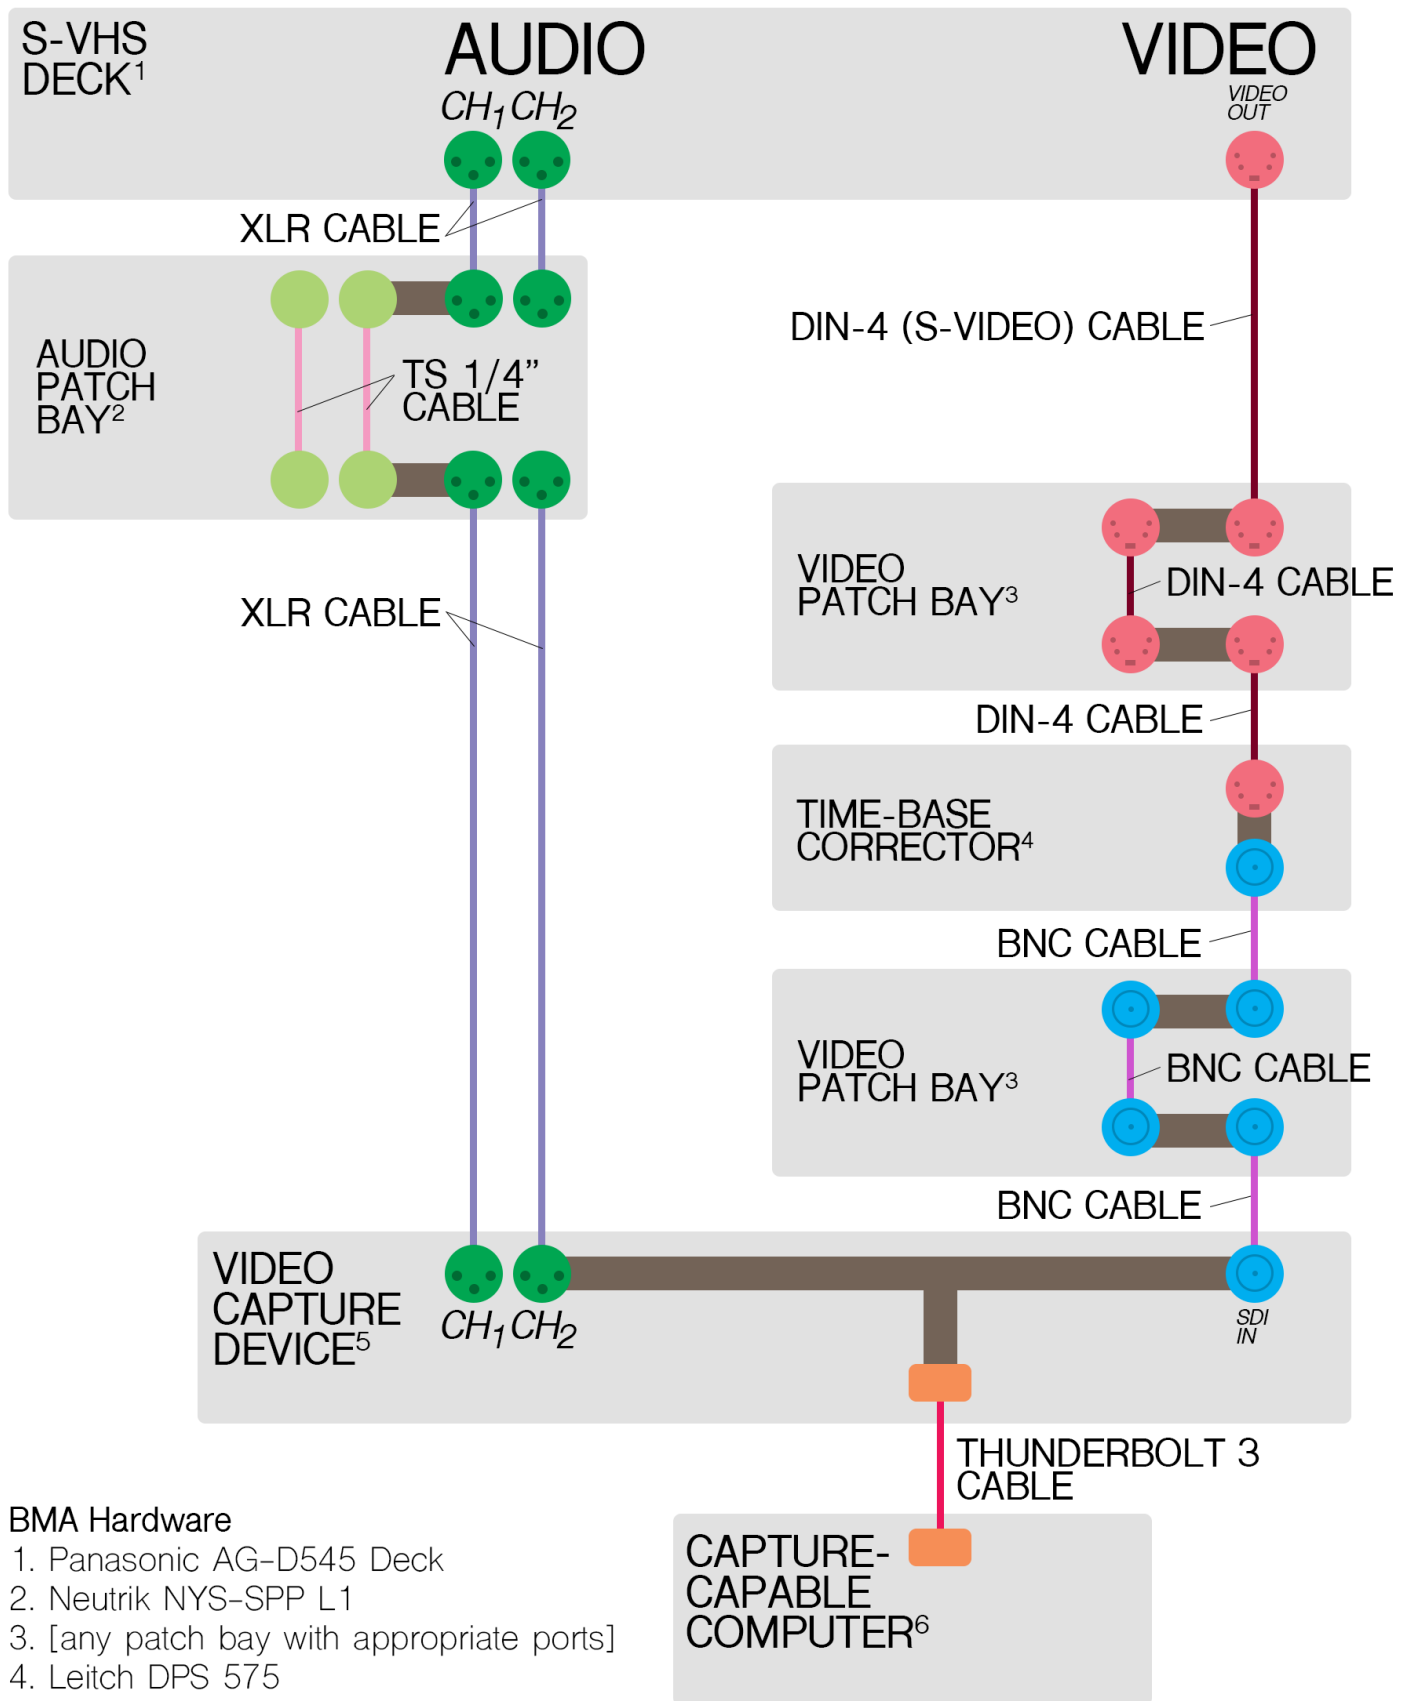 S-VHS
DECK¹
AUDIO
VIDEO
CH₁ CH₂
VIDEO
OUT
XLR CABLE
DIN-4 (S-VIDEO) CABLE
AUDIO
PATCH
BAY²
TS 1/4”
CABLE
VIDEO
PATCH BAY³
DIN-4 CABLE
XLR CABLE
DIN-4 CABLE
TIME-BASE
CORRECTOR⁴
BNC CABLE
VIDEO
PATCH BAY³
BNC CABLE
BNC CABLE
VIDEO
CAPTURE
DEVICE⁵
CH₁ CH₂
SDI
IN
THUNDERBOLT 3
CABLE
CAPTURE-
CAPABLE
COMPUTER⁶
BMA Hardware
1. Panasonic AG-D545 Deck
2. Neutrik NYS-SPP L1
3. [any patch bay with appropriate ports]
4. Leitch DPS 575